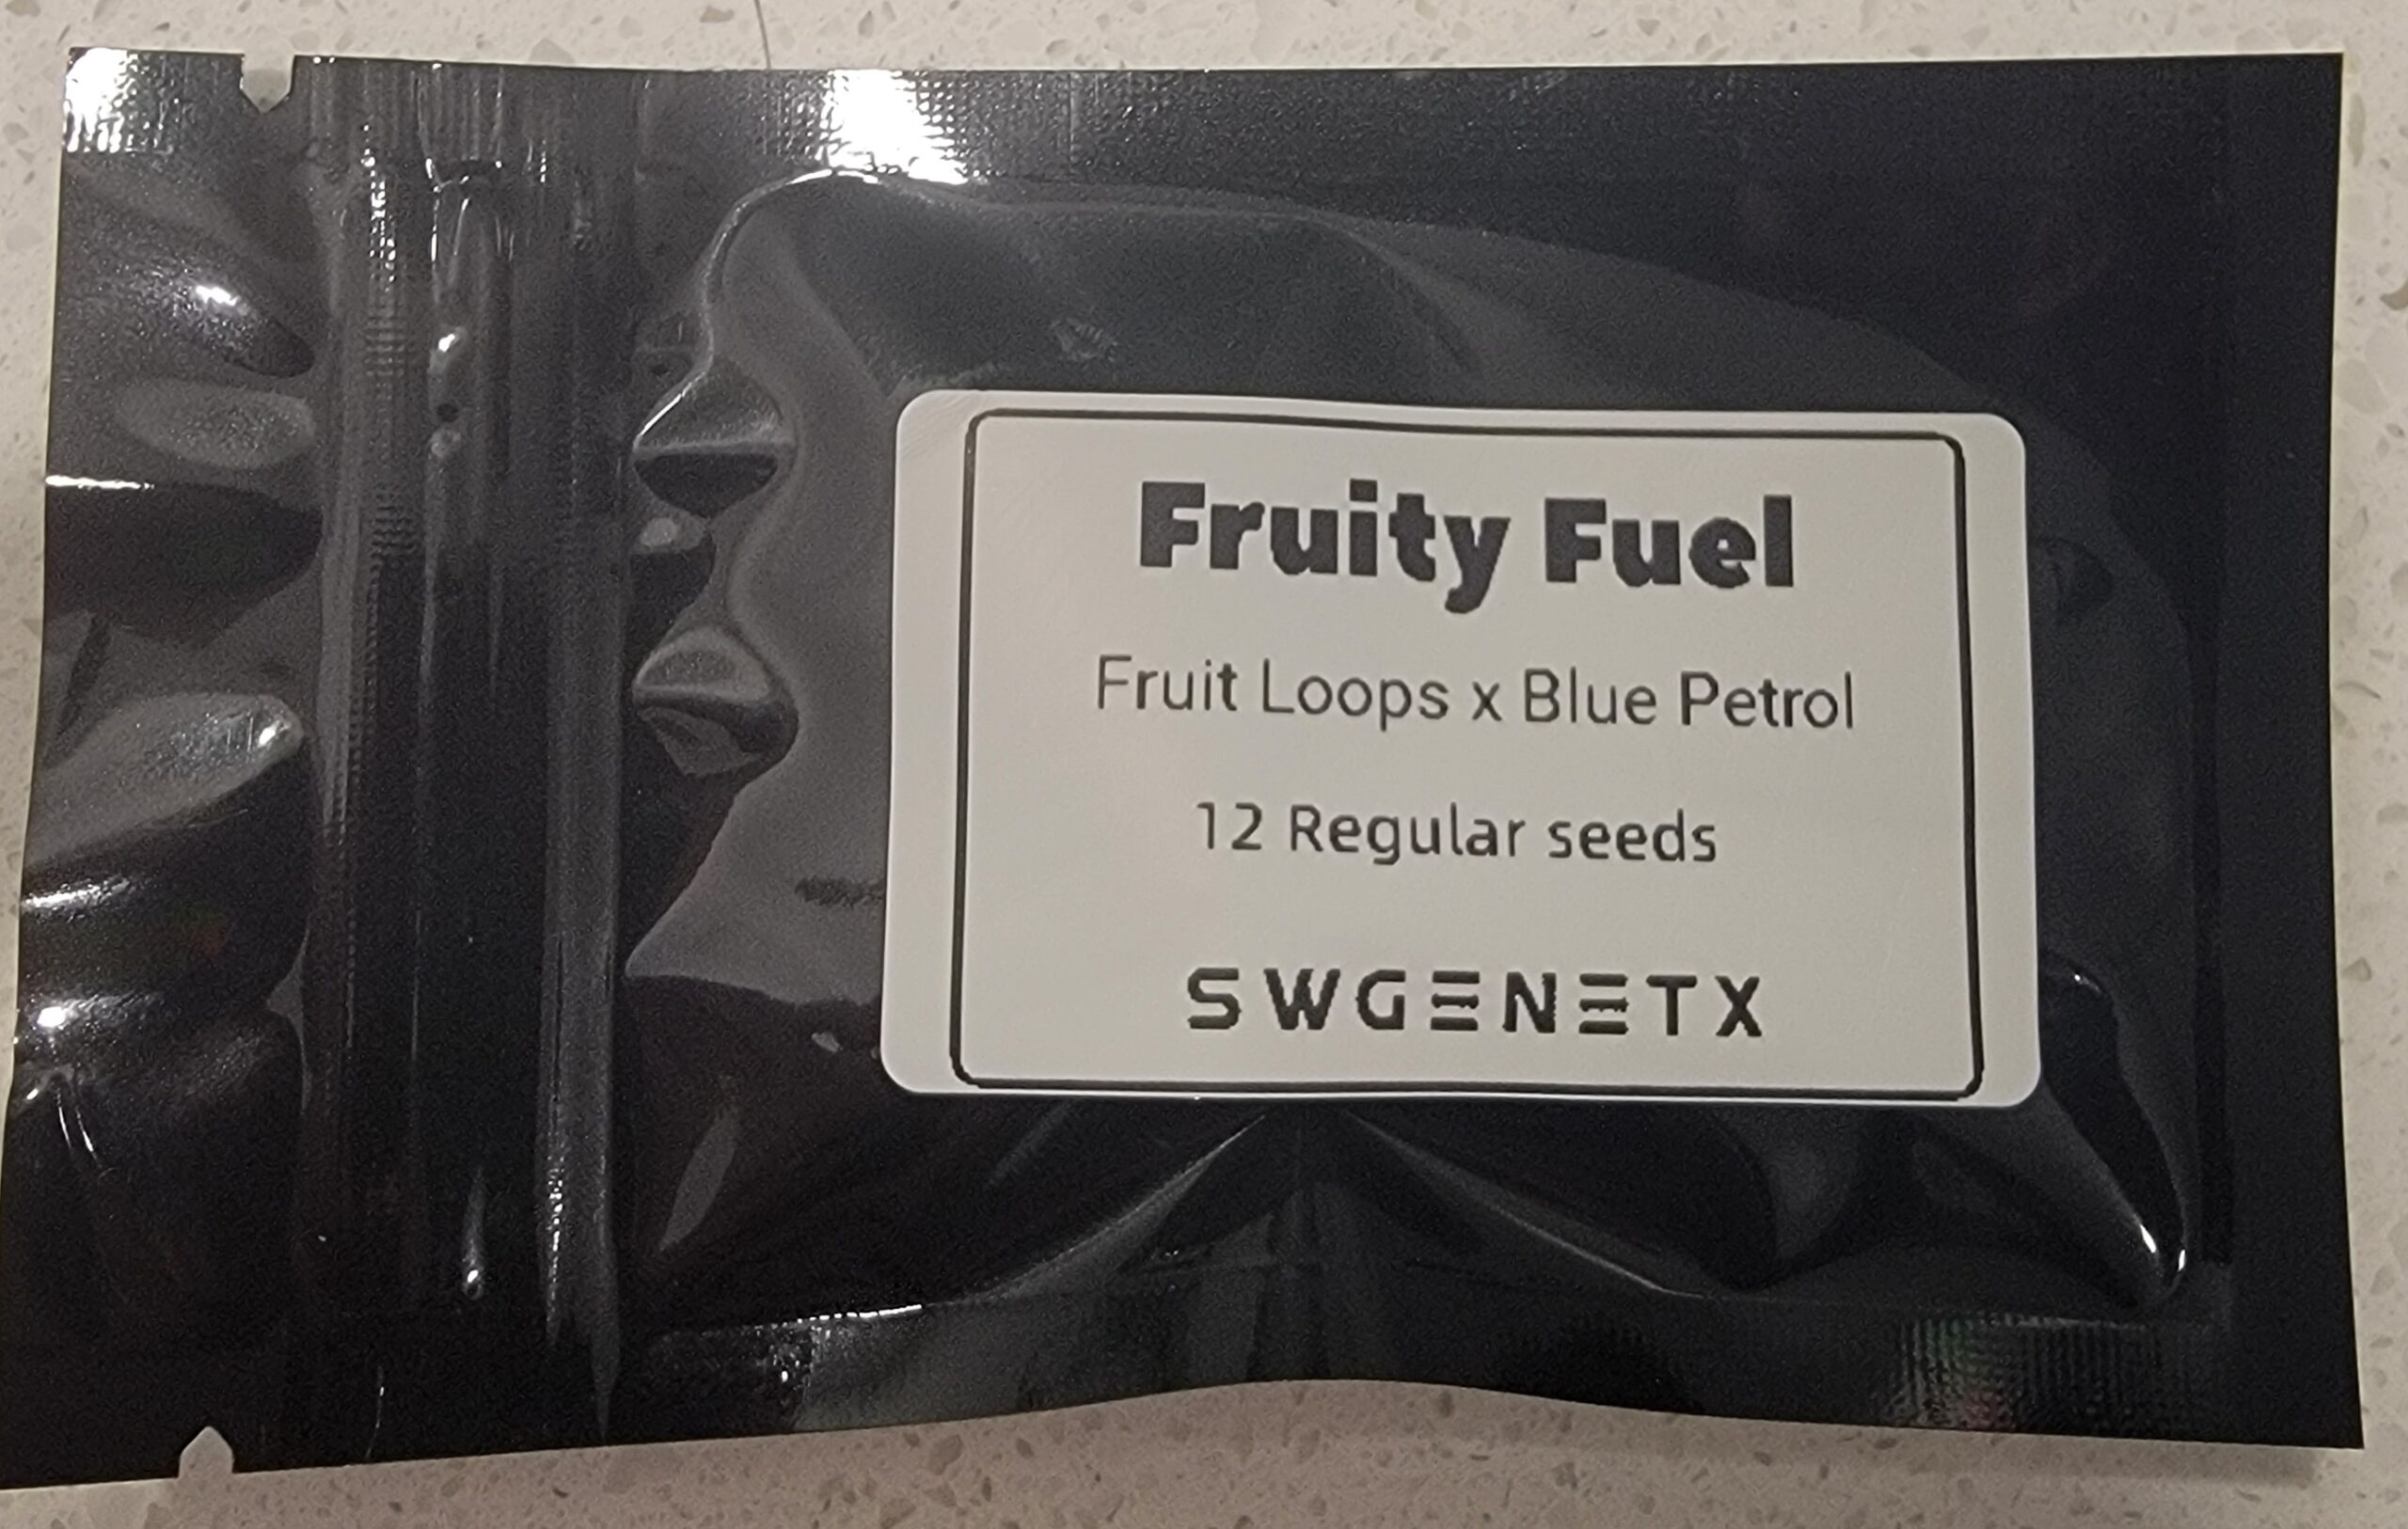 Fruity Fuel
Fruit Loops x Blue Petrol
12 Regular seeds
SWGENETX